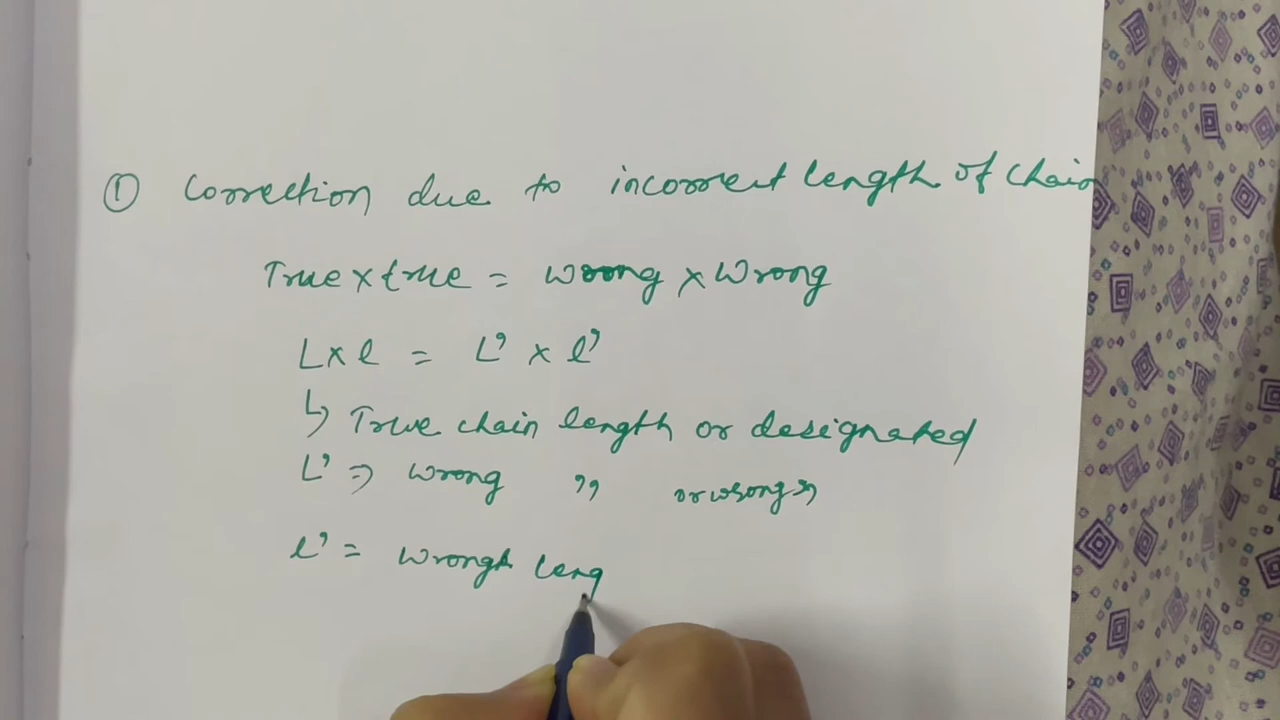 ① Correction due to incorrect length of chain
True × true = wrong × wrong
L × l = L' × l'
↳ True chain length or designated
L' => wrong ,, or wrong ,,
l' = wrongh leng